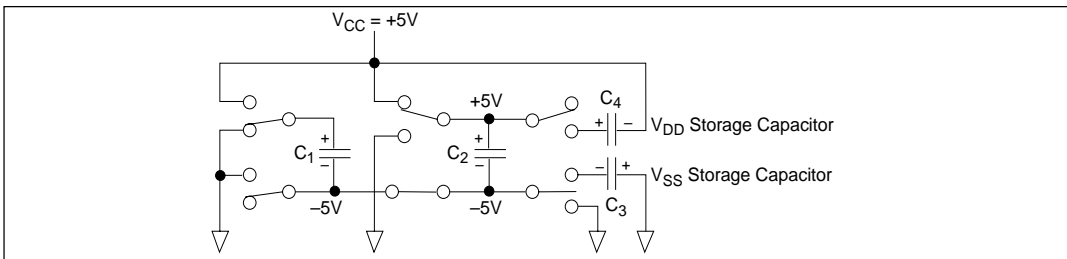 VCC = +5V
+5V
C4
+ −
VDD Storage Capacitor
+
C1
−
+
C2
−
− +
VSS Storage Capacitor
C3
–5V
–5V